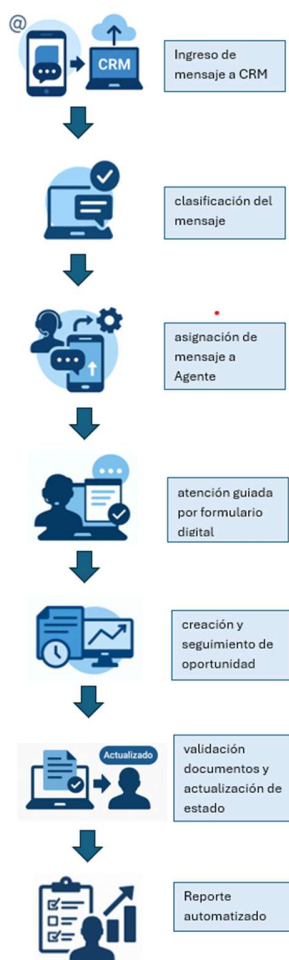 @
CRM
Ingreso de
mensaje a CRM
clasificación del
mensaje
asignación de
mensaje a
Agente
atención guiada
por formulario
digital
creación y
seguimiento de
oportunidad
Actualizado
validación
documentos y
actualización de
estado
Reporte
automatizado